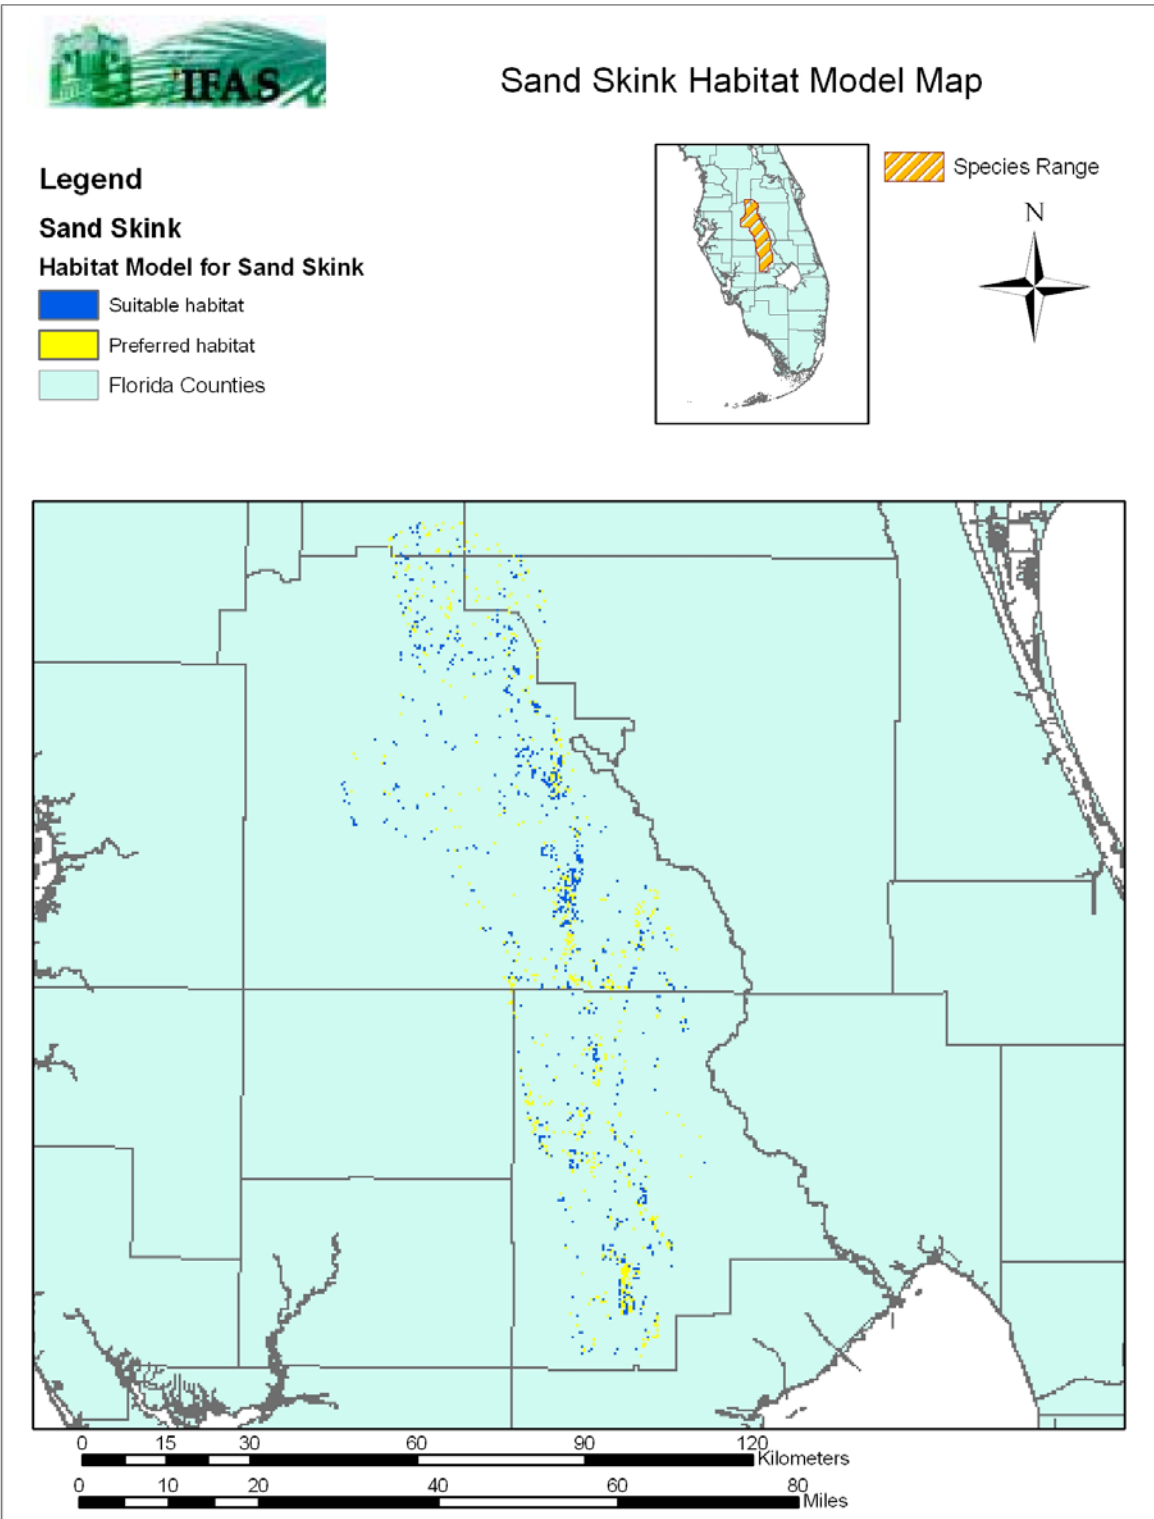 IFAS
Sand Skink Habitat Model Map
Legend
Sand Skink
Habitat Model for Sand Skink
Suitable habitat
Preferred habitat
Florida Counties
Species Range
N
0 15 30 60 90 120
Kilometers
0 10 20 40 60 80
Miles